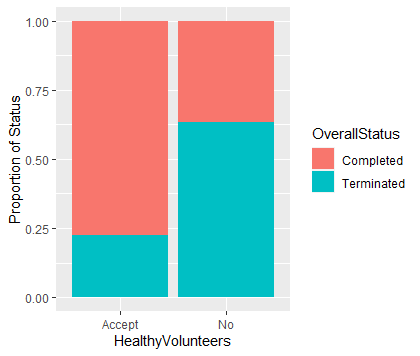 Proportion of Status
1.00
0.75
0.50
0.25
0.00
Accept
No
HealthyVolunteers
OverallStatus
Completed
Terminated